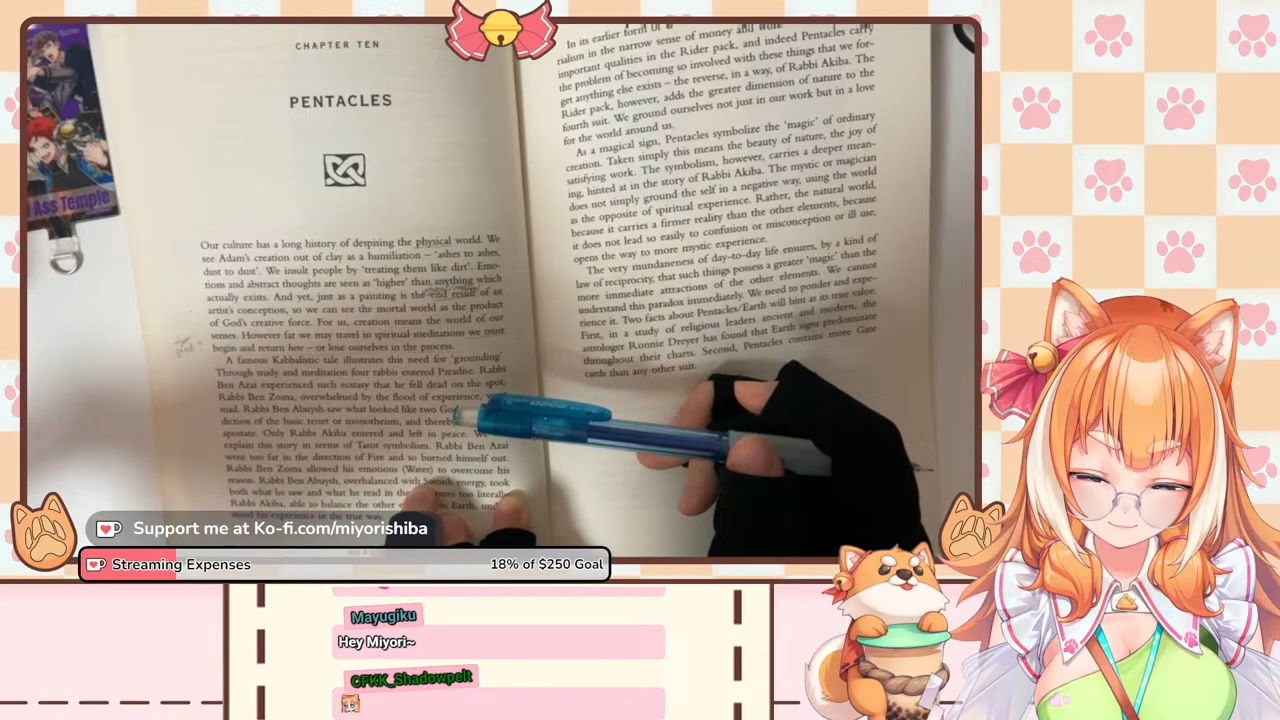 CHAPTER TEN
PENTACLES
Our culture has a long history of despising the physical world. We
see Adam's creation out of clay as a humiliation – 'ashes to ashes,
dust to dust'. We insult people by 'treating them like dirt'. Emo-
tions and abstract thoughts are seen as 'higher' than anything which
actually exists. And yet, just as a painting is the end result of an
artist's conception, so we can see the mortal world as the product
of God's creative force. For us, creation means the world of our
senses. However far we may travel in spiritual meditations we must
begin and return here – or lose ourselves in the process.
A famous Kabbalistic tale illustrates this need for 'grounding'.
Through study and meditation four rabbis entered Paradise. Rabbi
Ben Azai experienced such ecstasy that he fell dead on the spot.
Rabbi Ben Zoma, overwhelmed by the flood of experience,
mad. Rabbi Ben Abuysh saw what looked like two
diction of the basic tenet of monotheism, and thereby
apostate. Only Rabbi Akiba entered and left in peace.
explain this story in terms of Tarot symbolism. Rabbi Ben Azai
went too far in the direction of Fire and so burned himself out.
Rabbi Ben Zoma allowed his emotions (Water) to overcome his
reason. Rabbi Ben Abuysh, overbalanced with Swords energy, took
both what he saw and what he read in the too literally.
Rabbi Akiba, able to balance the other in Earth,
his experience in the true way.
In its earlier form
rialism in the narrow sense of money and
important qualities in the Rider pack, and indeed Pentacles carry
the problem of becoming so involved with these things that we for-
get anything else exists – the reverse, in a way, of Rabbi Akiba. The
Rider pack, however, adds the greater dimension of nature to the
fourth suit. We ground ourselves not just in our work but in a love
for the world around us.
As a magical sign, Pentacles symbolize the 'magic' of ordinary
creation. Taken simply this means the beauty of nature, the joy of
satisfying work. The symbolism, however, carries a deeper mean-
ing, hinted at in the story of Rabbi Akiba. The mystic or magician
does not simply ground the self in a negative way, using the world
as the opposite of spiritual experience. Rather, the natural world,
because it carries a firmer reality than the other elements, because
it does not lead so easily to confusion or misconception or ill use,
opens the way to more mystic experience.
The very mundaneness of day-to-day life ensures, by a kind of
law of reciprocity, that such things possess a greater 'magic' than the
more immediate attractions of the other elements. We cannot
understand this paradox immediately. We need to ponder and expe-
rience it. Two facts about Pentacles/Earth will hint at its true value.
First, in a study of religious leaders ancient and modern, the
astrologer Ronnie Dreyer has found that Earth signs predominate
throughout their charts. Second, Pentacles contains more Gate
cards than any other suit.
Ass Temple
Support me at Ko-fi.com/miyorishiba
Streaming Expenses 18% of $250 Goal
Mayugiku
Hey Miyori~
CFKK_Shadowpelt